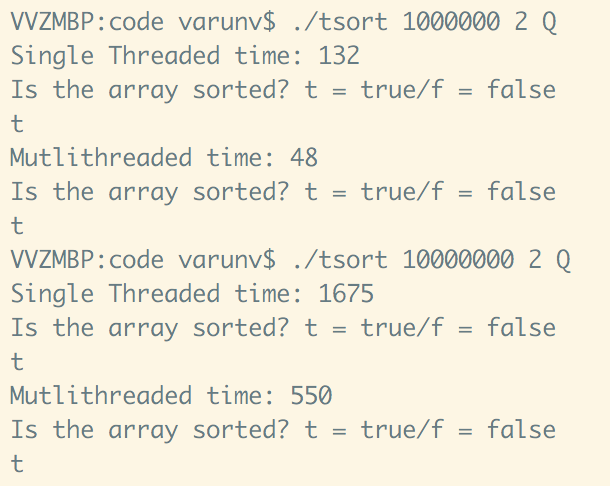 VVZMBP:code varunv$ ./tsort 1000000 2 Q
Single Threaded time: 132
Is the array sorted? t = true/f = false
t
Mutlithreaded time: 48
Is the array sorted? t = true/f = false
t
VVZMBP:code varunv$ ./tsort 10000000 2 Q
Single Threaded time: 1675
Is the array sorted? t = true/f = false
t
Mutlithreaded time: 550
Is the array sorted? t = true/f = false
t